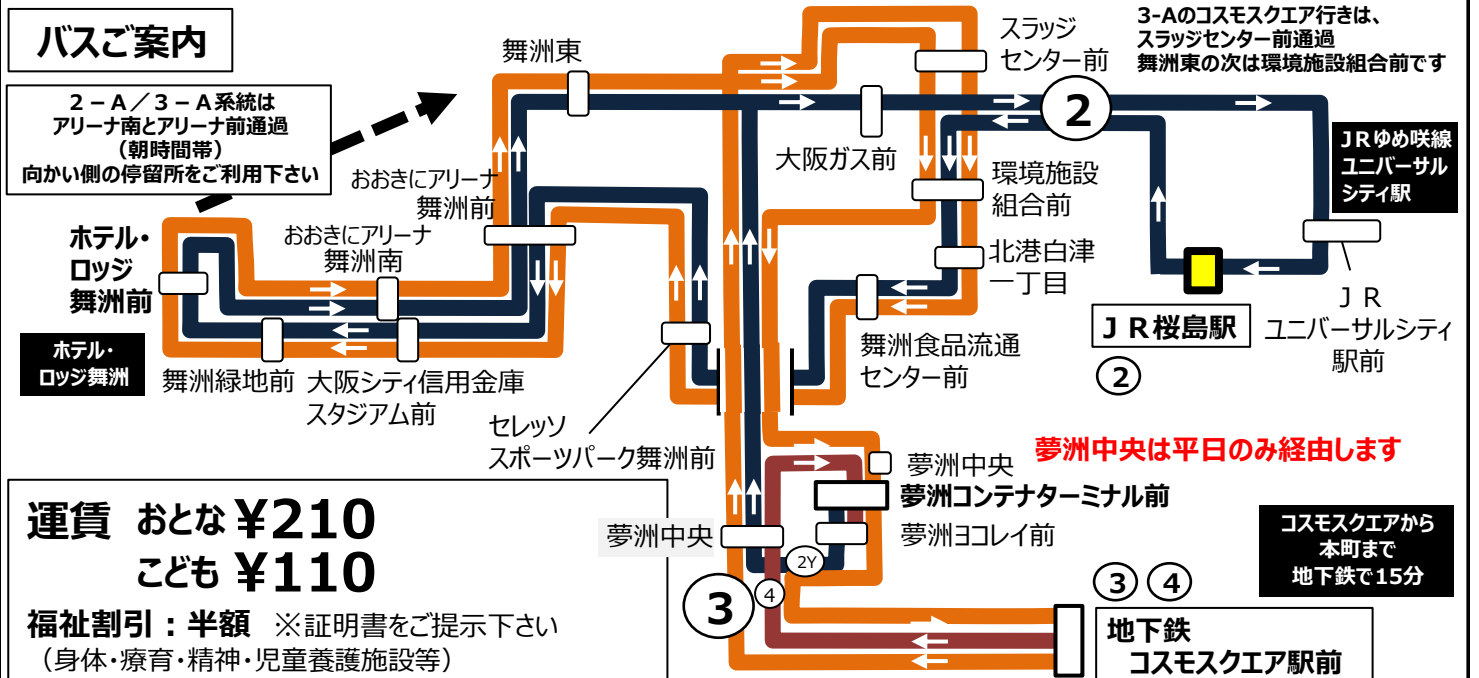 バスご案内
２－Ａ／３－Ａ系統は
アリーナ南とアリーナ前通過
（朝時間帯）
向かい側の停留所をご利用下さい
舞洲東
スラッジ
センター前
3-Aのコスモスクエア行きは、
スラッジセンター前通過
舞洲東の次は環境施設組合前です
②
大阪ガス前
ＪＲゆめ咲線
ユニバーサル
シティ駅
おおきにアリーナ
舞洲前
環境施設
組合前
ホテル・
ロッジ
舞洲前
おおきにアリーナ
舞洲南
北港白津
一丁目
ＪＲ桜島駅
②
ＪＲ
ユニバーサルシティ
駅前
ホテル・
ロッジ舞洲
舞洲緑地前
大阪シティ信用金庫
スタジアム前
舞洲食品流通
センター前
セレッソ
スポーツパーク舞洲前
夢洲中央
夢洲中央は平日のみ経由します
夢洲コンテナターミナル前
夢洲中央
夢洲ヨコレイ前
2Y
③
④
コスモスクエアから
本町まで
地下鉄で15分
③ ④
地下鉄
コスモスクエア駅前
運賃 おとな ¥210
こども ¥110
福祉割引：半額 ※証明書をご提示下さい
（身体・療育・精神・児童養護施設等）